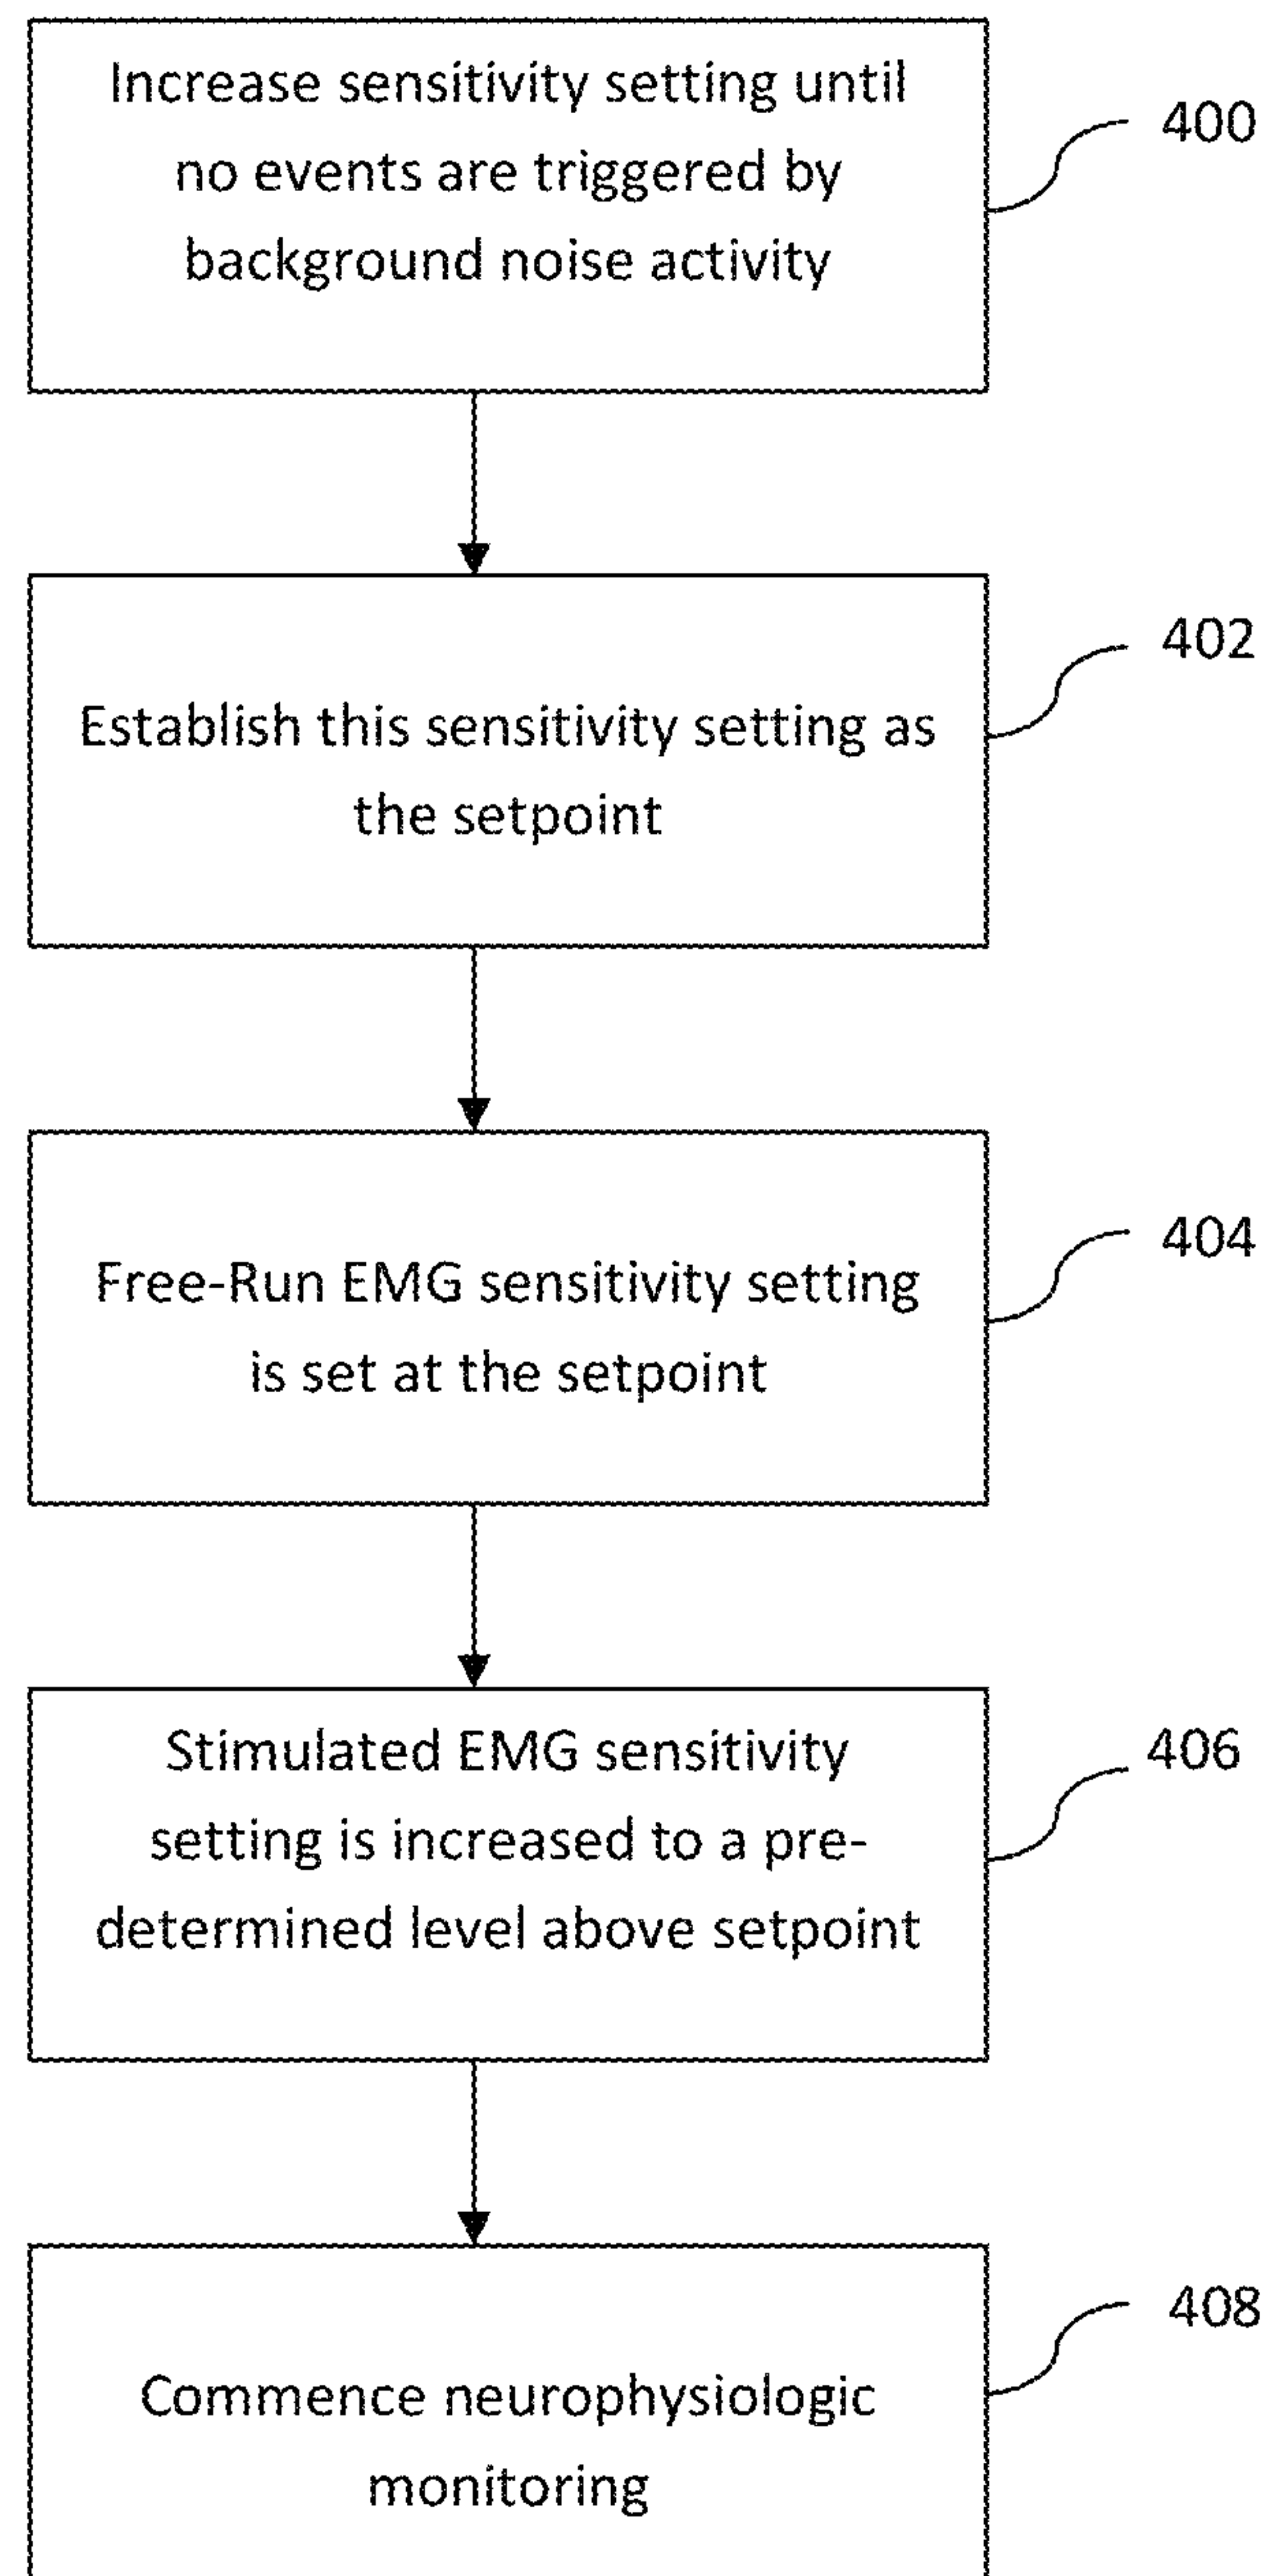 Increase sensitivity setting until
no events are triggered by
background noise activity
400
Establish this sensitivity setting as
the setpoint
402
Free-Run EMG sensitivity setting
is set at the setpoint
404
Stimulated EMG sensitivity
setting is increased to a pre-
determined level above setpoint
406
Commence neurophysiologic
monitoring
408